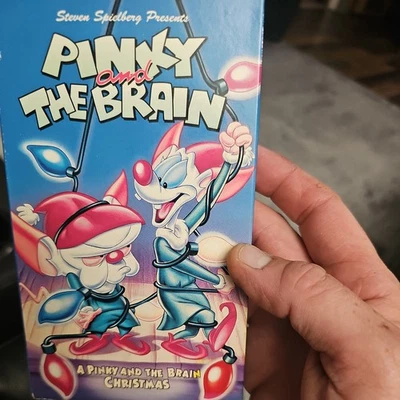 Steven Spielberg Presents
PINKY
and
THE BRAIN
A PINKY AND THE BRAIN
CHRISTMAS